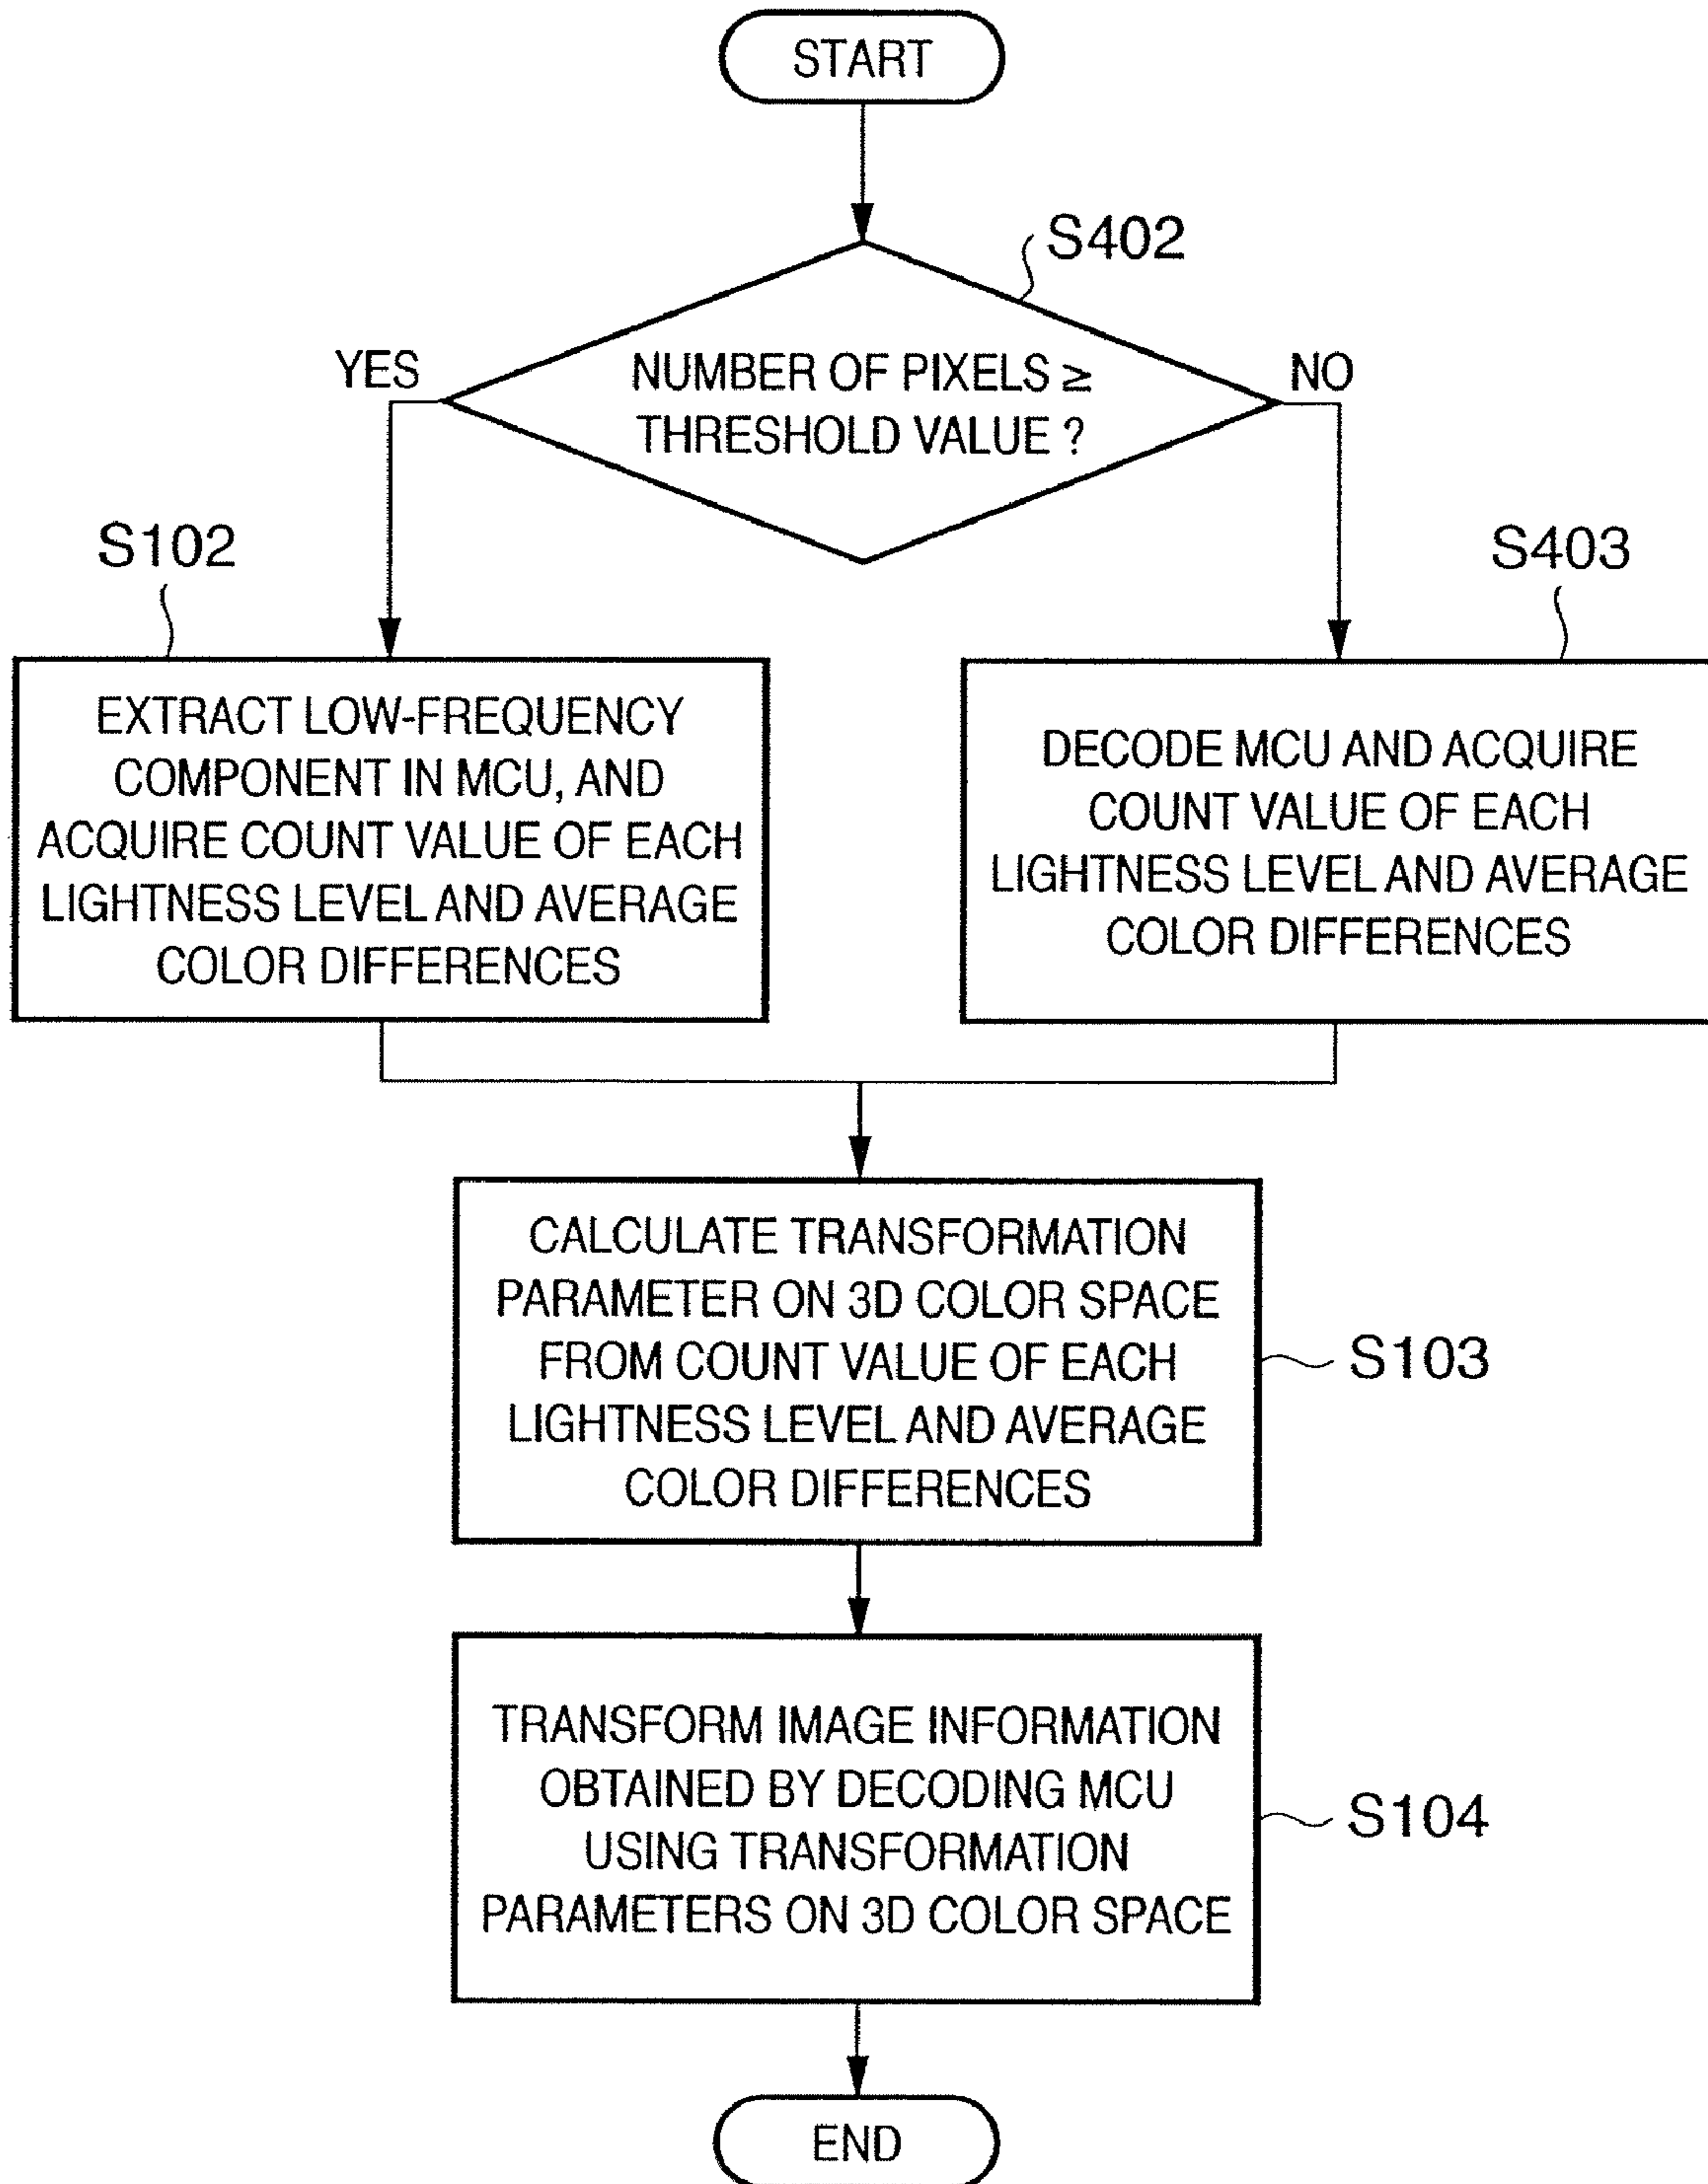 START
S402
YES
NUMBER OF PIXELS ≥
THRESHOLD VALUE ?
NO
S102
S403
EXTRACT LOW-FREQUENCY
COMPONENT IN MCU, AND
ACQUIRE COUNT VALUE OF EACH
LIGHTNESS LEVEL AND AVERAGE
COLOR DIFFERENCES
DECODE MCU AND ACQUIRE
COUNT VALUE OF EACH
LIGHTNESS LEVEL AND AVERAGE
COLOR DIFFERENCES
CALCULATE TRANSFORMATION
PARAMETER ON 3D COLOR SPACE
FROM COUNT VALUE OF EACH
LIGHTNESS LEVEL AND AVERAGE
COLOR DIFFERENCES
S103
TRANSFORM IMAGE INFORMATION
OBTAINED BY DECODING MCU
USING TRANSFORMATION
PARAMETERS ON 3D COLOR SPACE
S104
END